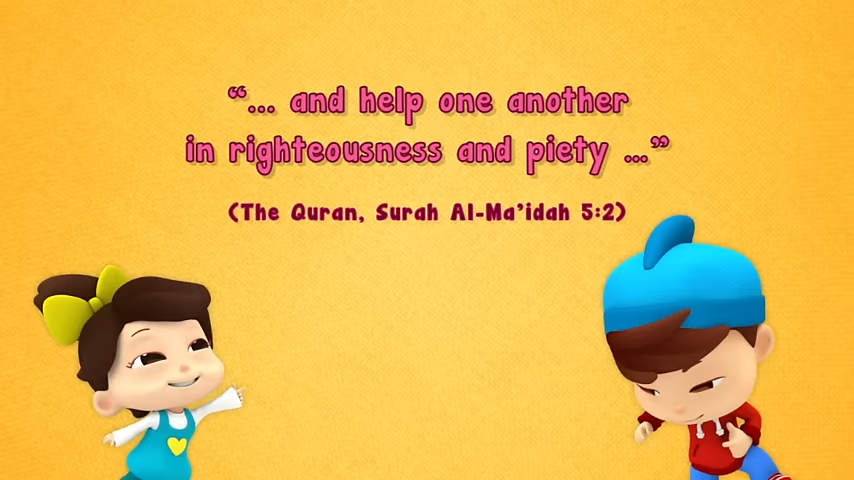 “... and help one another
in righteousness and piety ...”
(The Quran, Surah Al-Ma’idah 5:2)